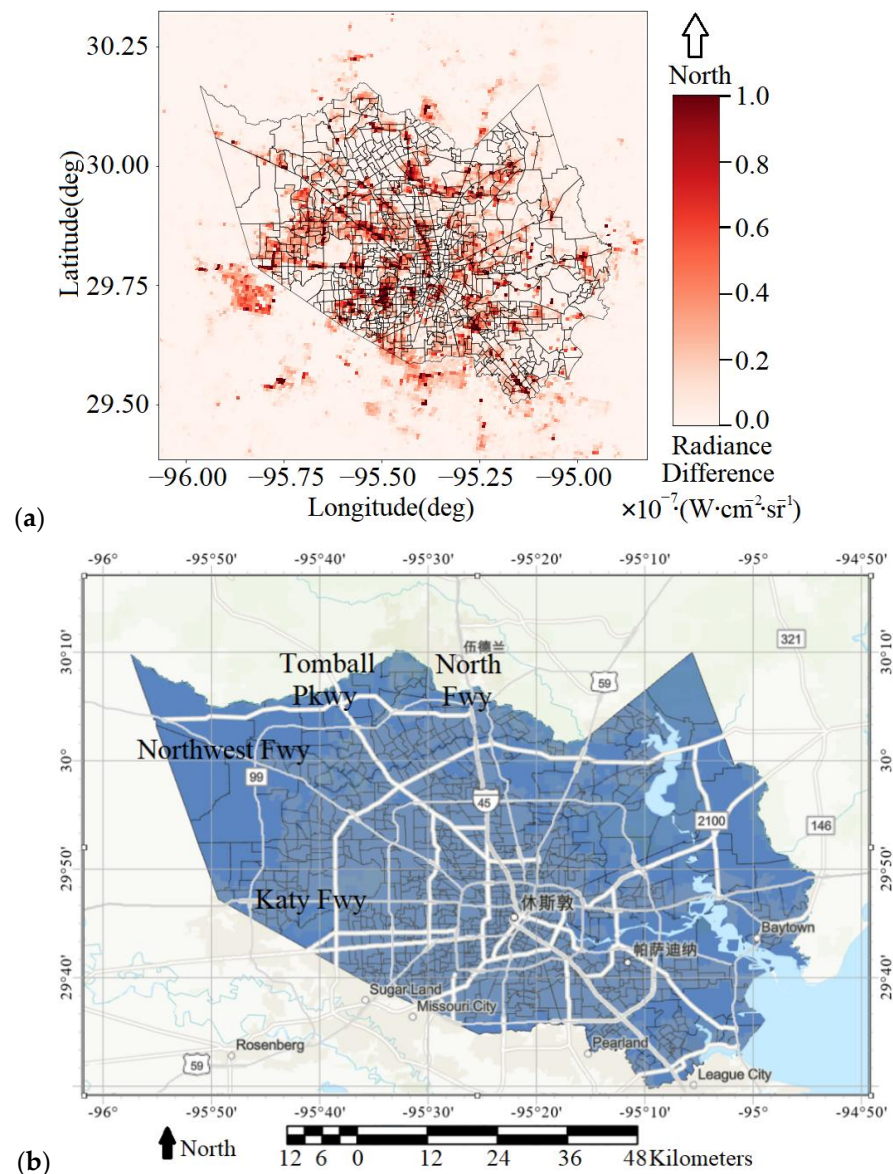 30.25
30.00
29.75
29.50
Latitude(deg)
−96.00 −95.75 −95.50 −95.25 −95.00
Longitude(deg)
North
1.0
0.8
0.6
0.4
0.2
0.0
Radiance
Difference
×10⁻⁷·(W·cm⁻²·sr⁻¹)
(a)
-96° -95°50' -95°40' -95°30' -95°20' -95°10' -95° -94°50'
30°10'
30°
29°50'
29°40'
30°10'
30°
29°50'
29°40'
伍德兰
321
Tomball
Pkwy
North
Fwy
59
Northwest Fwy
99
45
2100
146
Katy Fwy
休斯敦
Baytown
帕萨迪纳
Sugar Land
Missouri City
Rosenberg
Pearland
59
League City
-96° -95°50' -95°40' -95°30' -95°20' -95°10' -95° -94°50'
(b)
North
12 6 0 12 24 36 48 Kilometers